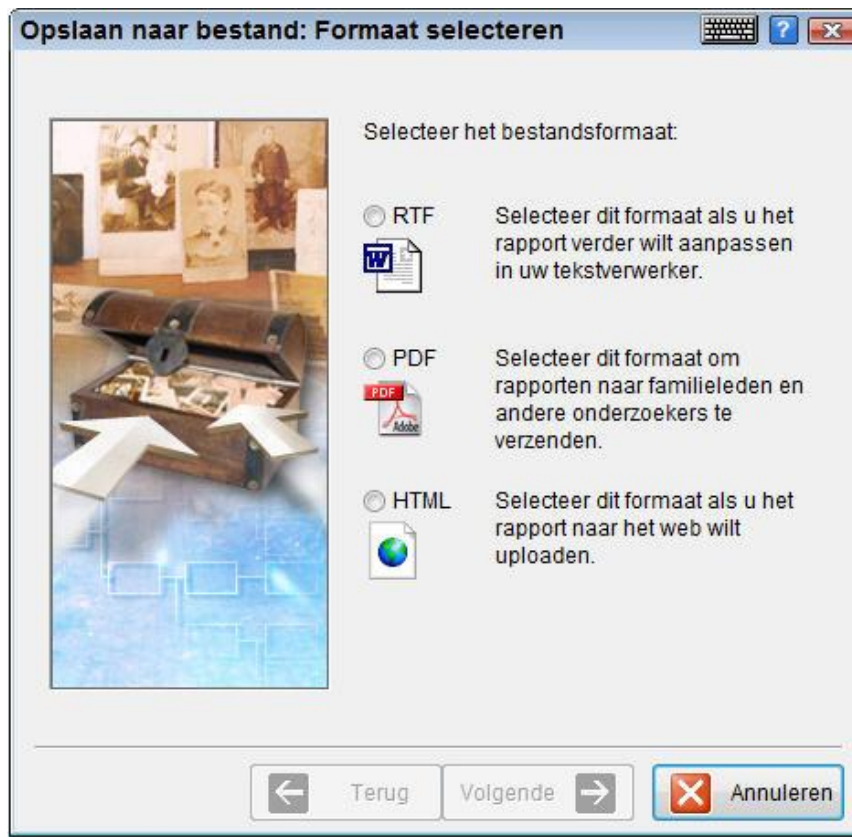 Opslaan naar bestand: Formaat selecteren
Selecteer het bestandsformaat:
RTF
Selecteer dit formaat als u het
rapport verder wilt aanpassen
in uw tekstverwerker.
W
PDF
Selecteer dit formaat om
rapporten naar familieleden en
andere onderzoekers te
verzenden.
PDF
Adobe
HTML
Selecteer dit formaat als u het
rapport naar het web wilt
uploaden.
Terug
Volgende
Annuleren